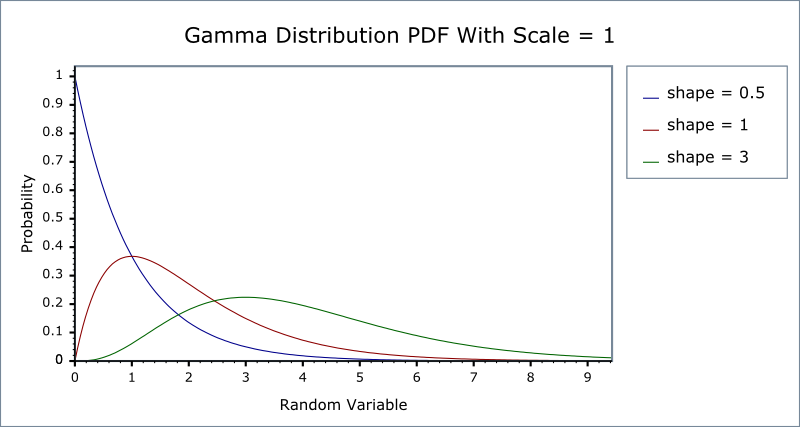 Gamma Distribution PDF With Scale = 1
shape = 0.5
shape = 1
shape = 3
Probability
1
0.9
0.8
0.7
0.6
0.5
0.4
0.3
0.2
0.1
0
0 1 2 3 4 5 6 7 8 9
Random Variable